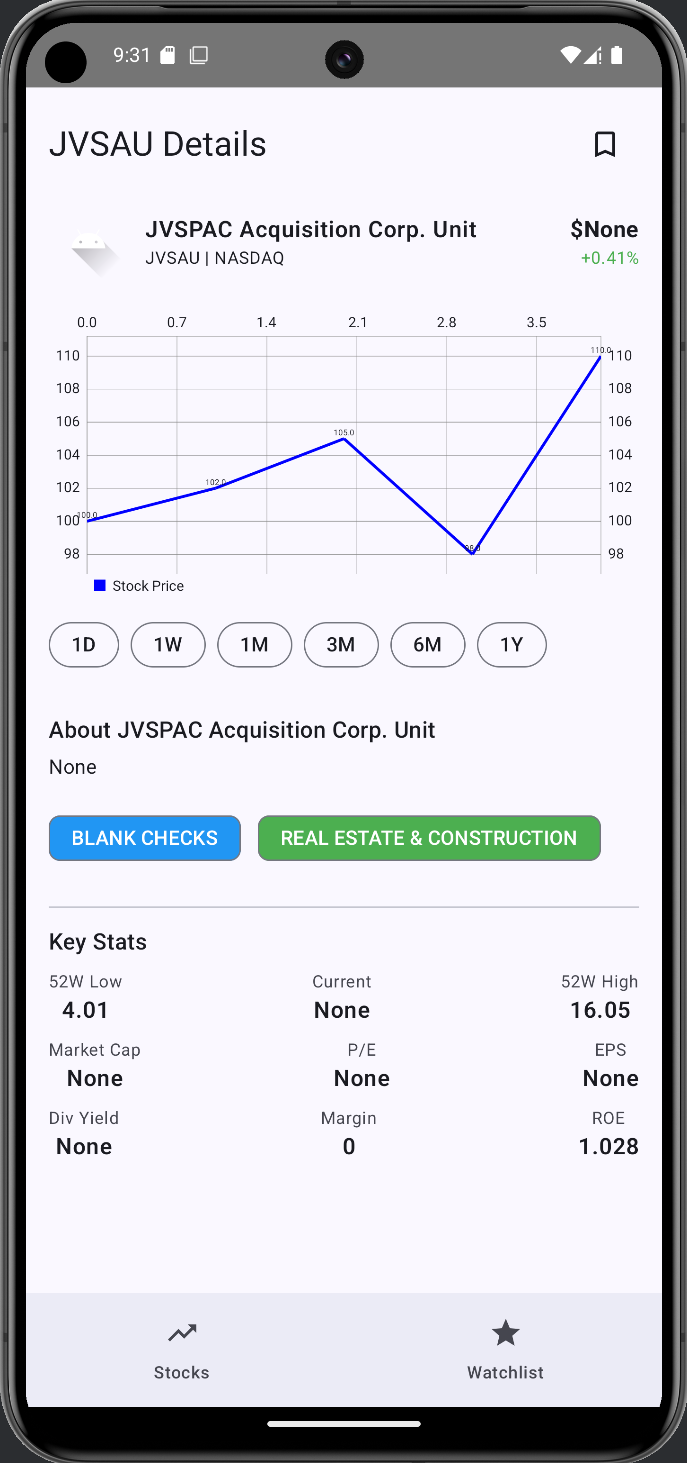 9:31
JVSAU Details
JVSPAC Acquisition Corp. Unit
$None
JVSAU | NASDAQ
+0.41%
0.0 0.7 1.4 2.1 2.8 3.5
110.0
110 110
108 108
106 106
105.0
104 104
102.0
102 102
100.0
100 100
98 98
Stock Price
1D 1W 1M 3M 6M 1Y
About JVSPAC Acquisition Corp. Unit
None
BLANK CHECKS REAL ESTATE & CONSTRUCTION
Key Stats
52W Low Current 52W High
4.01 None 16.05
Market Cap P/E EPS
None None None
Div Yield Margin ROE
None 0 1.028
Stocks Watchlist